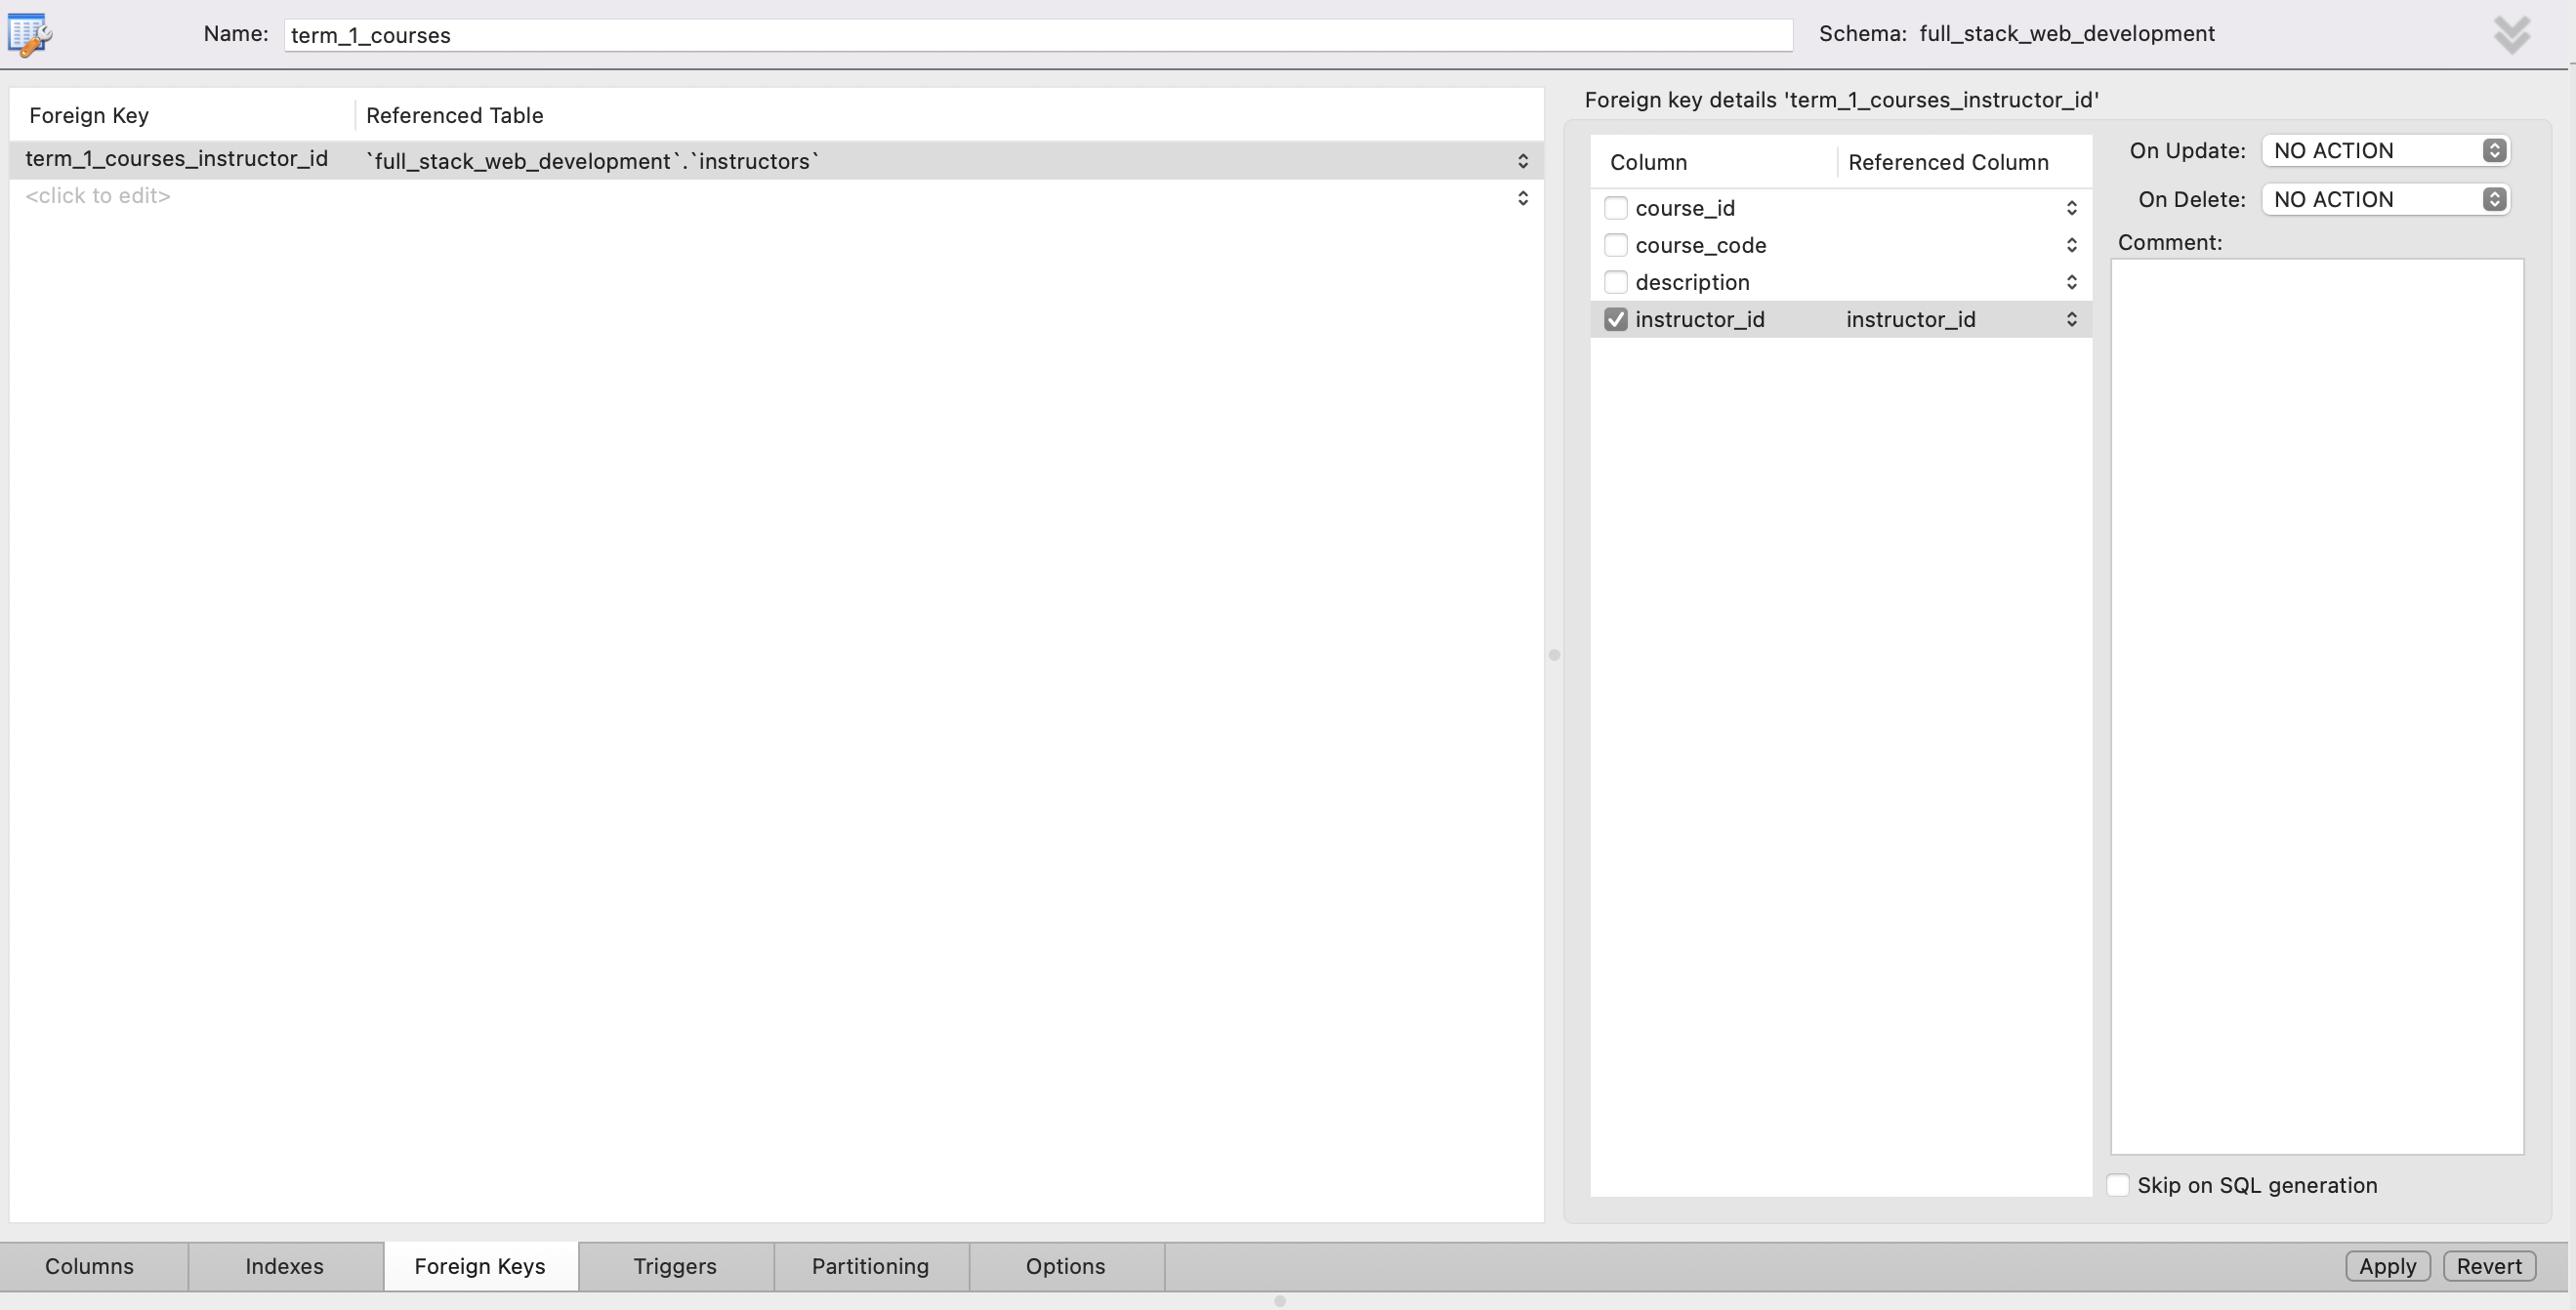 Name: term_1_courses Schema: full_stack_web_development
Foreign Key Referenced Table
term_1_courses_instructor_id `full_stack_web_development`.`instructors`
<click to edit>
Foreign key details 'term_1_courses_instructor_id'
Column Referenced Column
course_id
course_code
description
instructor_id instructor_id
On Update: NO ACTION
On Delete: NO ACTION
Comment:
Skip on SQL generation
Columns Indexes Foreign Keys Triggers Partitioning Options Apply Revert